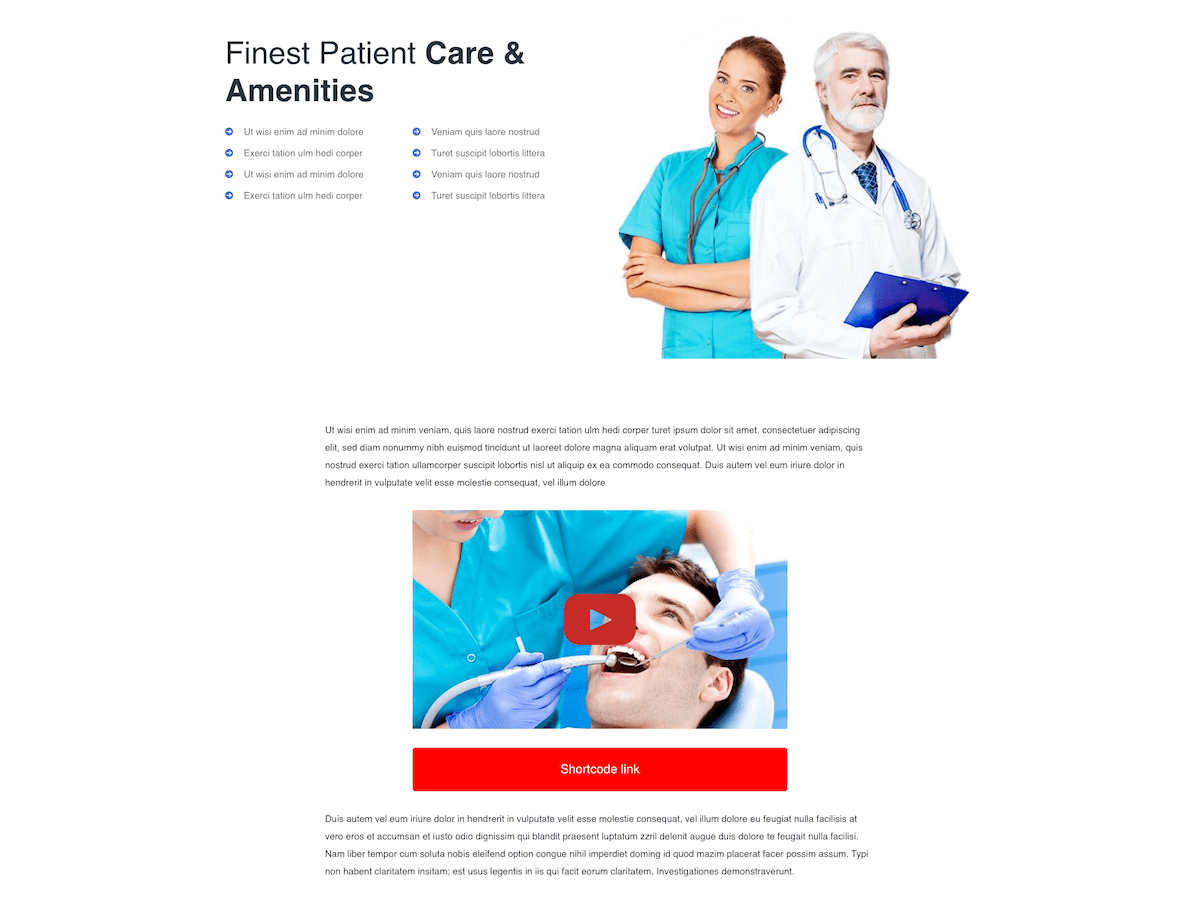 Finest Patient Care &
Amenities
Ut wisi enim ad minim dolore
Exerci tation ulm hedi corper
Ut wisi enim ad minim dolore
Exerci tation ulm hedi corper
Veniam quis laore nostrud
Turet suscipit lobortis littera
Veniam quis laore nostrud
Turet suscipit lobortis littera
Ut wisi enim ad minim veniam, quis laore nostrud exerci tation ulm hedi corper turet ipsum dolor sit amet, consectetuer adipiscing
elit, sed diam nonummy nibh euismod tincidunt ut laoreet dolore magna aliquam erat volutpat. Ut wisi enim ad minim veniam, quis
nostrud exerci tation ullamcorper suscipit lobortis nisl ut aliquip ex ea commodo consequat. Duis autem vel eum iriure dolor in
hendrerit in vulputate velit esse molestie consequat, vel illum dolore
Shortcode link
Duis autem vel eum iriure dolor in hendrerit in vulputate velit esse molestie consequat, vel illum dolore eu feugiat nulla facilisis at
vero eros et accumsan et iusto odio dignissim qui blandit praesent luptatum zzril delenit augue duis dolore te feugait nulla facilisi.
Nam liber tempor cum soluta nobis eleifend option congue nihil imperdiet doming id quod mazim placerat facer possim assum. Typi
non habent claritatem insitam; est usus legentis in iis qui facit eorum claritatem. Investigationes demonstraverunt.